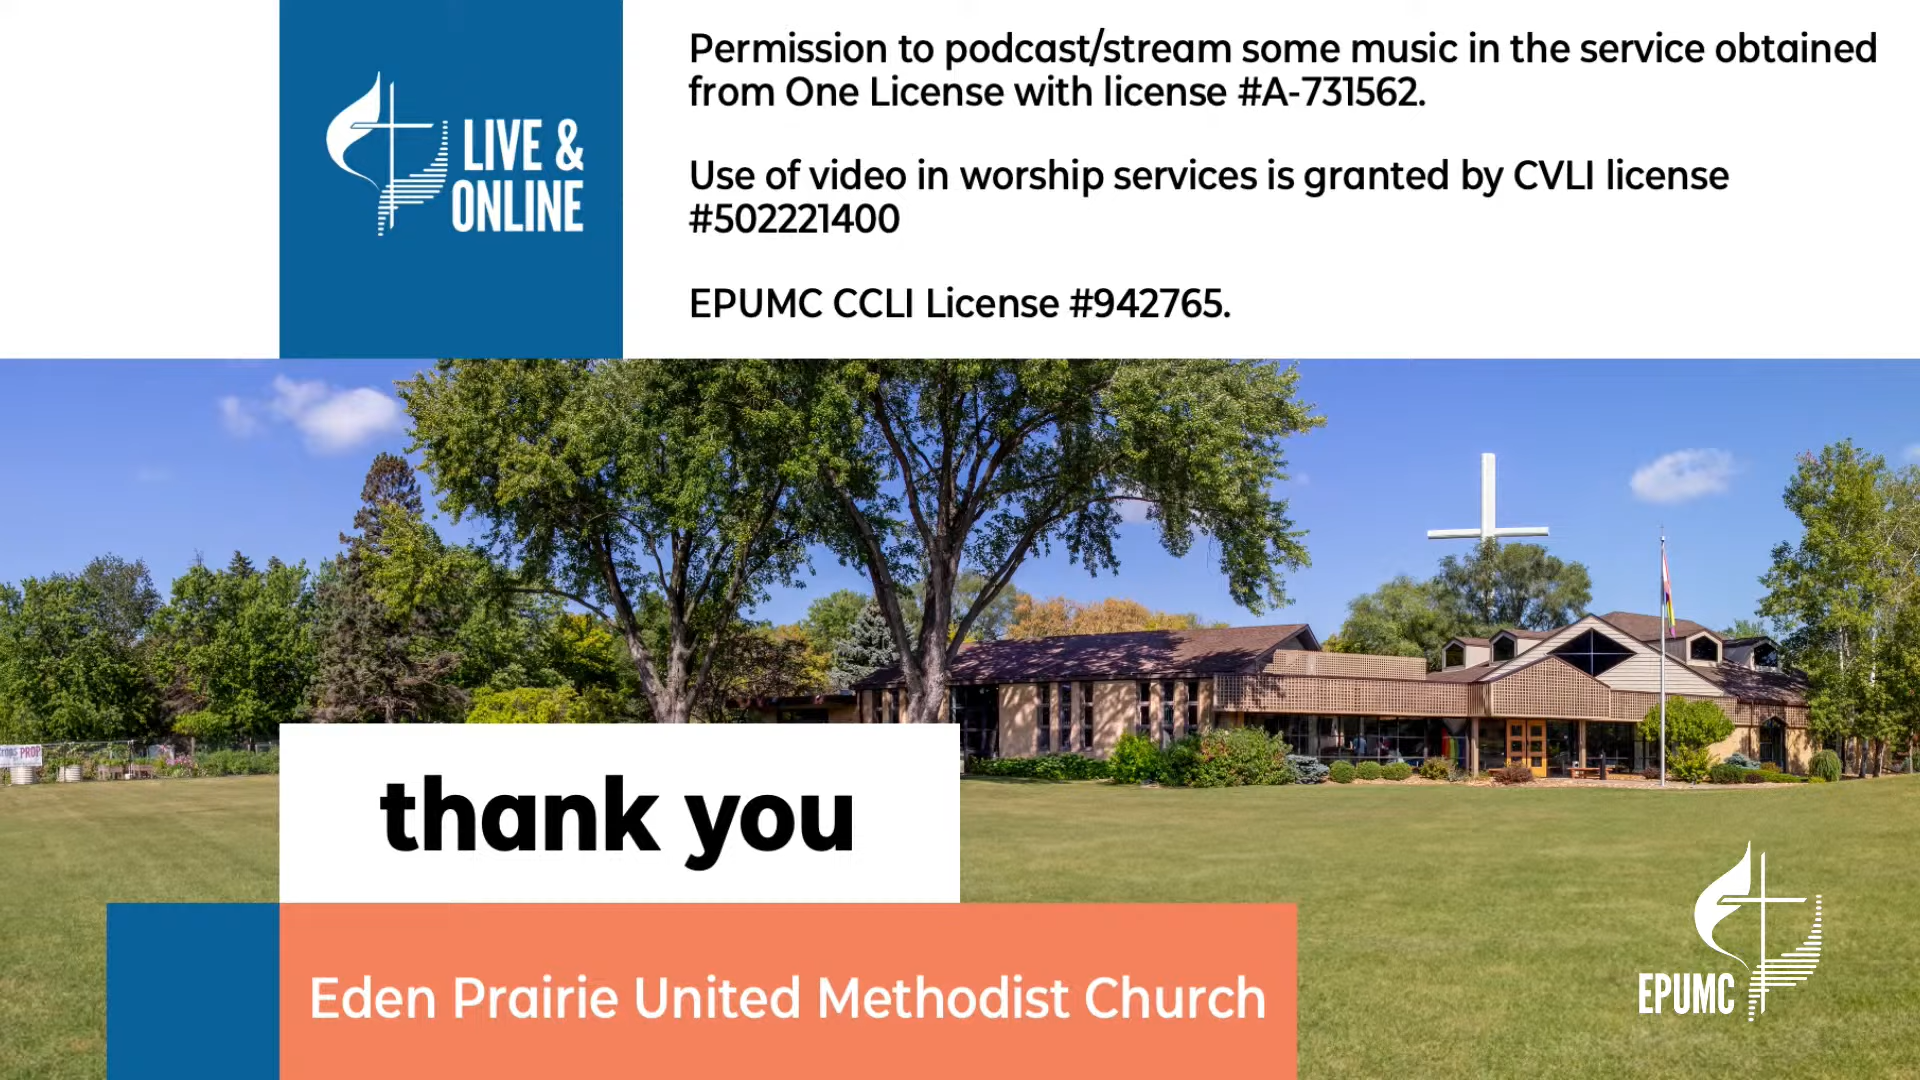 LIVE &
ONLINE
Permission to podcast/stream some music in the service obtained
from One License with license #A-731562.
Use of video in worship services is granted by CVLI license
#502221400
EPUMC CCLI License #942765.
PROP
thank you
Eden Prairie United Methodist Church
EPUMC